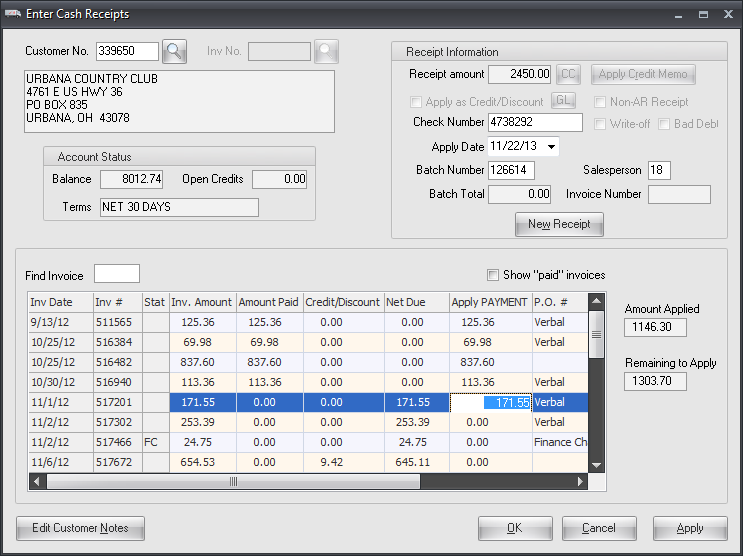 Enter Cash Receipts
Customer No. 339650 Inv No.
URBANA COUNTRY CLUB
4761 E US HWY 36
PO BOX 835
URBANA, OH 43078
Account Status
Balance 8012.74 Open Credits 0.00
Terms NET 30 DAYS
Receipt Information
Receipt amount 2450.00 CC Apply Credit Memo
Apply as Credit/Discount GL Non-AR Receipt
Check Number 4738292 Write-off Bad Debt
Apply Date 11/22/13
Batch Number 126614 Salesperson 18
Batch Total 0.00 Invoice Number
New Receipt
Find Invoice Show "paid" invoices
Inv Date Inv # Stat Inv. Amount Amount Paid Credit/Discount Net Due Apply PAYMENT P.O. #
9/13/12 511565 125.36 125.36 0.00 0.00 125.36 Verbal
10/25/12 516384 69.98 69.98 0.00 0.00 69.98 Verbal
10/25/12 516482 837.60 837.60 0.00 0.00 837.60
10/30/12 516940 113.36 113.36 0.00 0.00 113.36 Verbal
11/1/12 517201 171.55 0.00 0.00 171.55 171.55 Verbal
11/2/12 517302 253.39 0.00 0.00 253.39 0.00 Verbal
11/2/12 517466 FC 24.75 0.00 0.00 24.75 0.00 Finance Ch
11/6/12 517672 654.53 0.00 9.42 645.11 0.00
Amount Applied
1146.30
Remaining to Apply
1303.70
Edit Customer Notes OK Cancel Apply